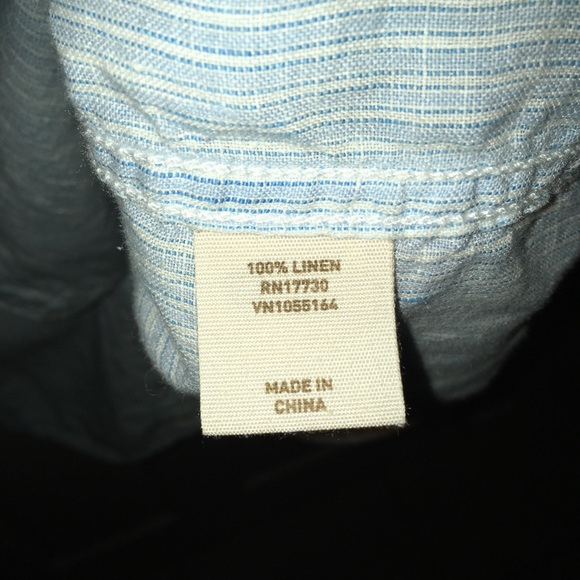 100% LINEN
RN17730
VN1055164
MADE IN
CHINA